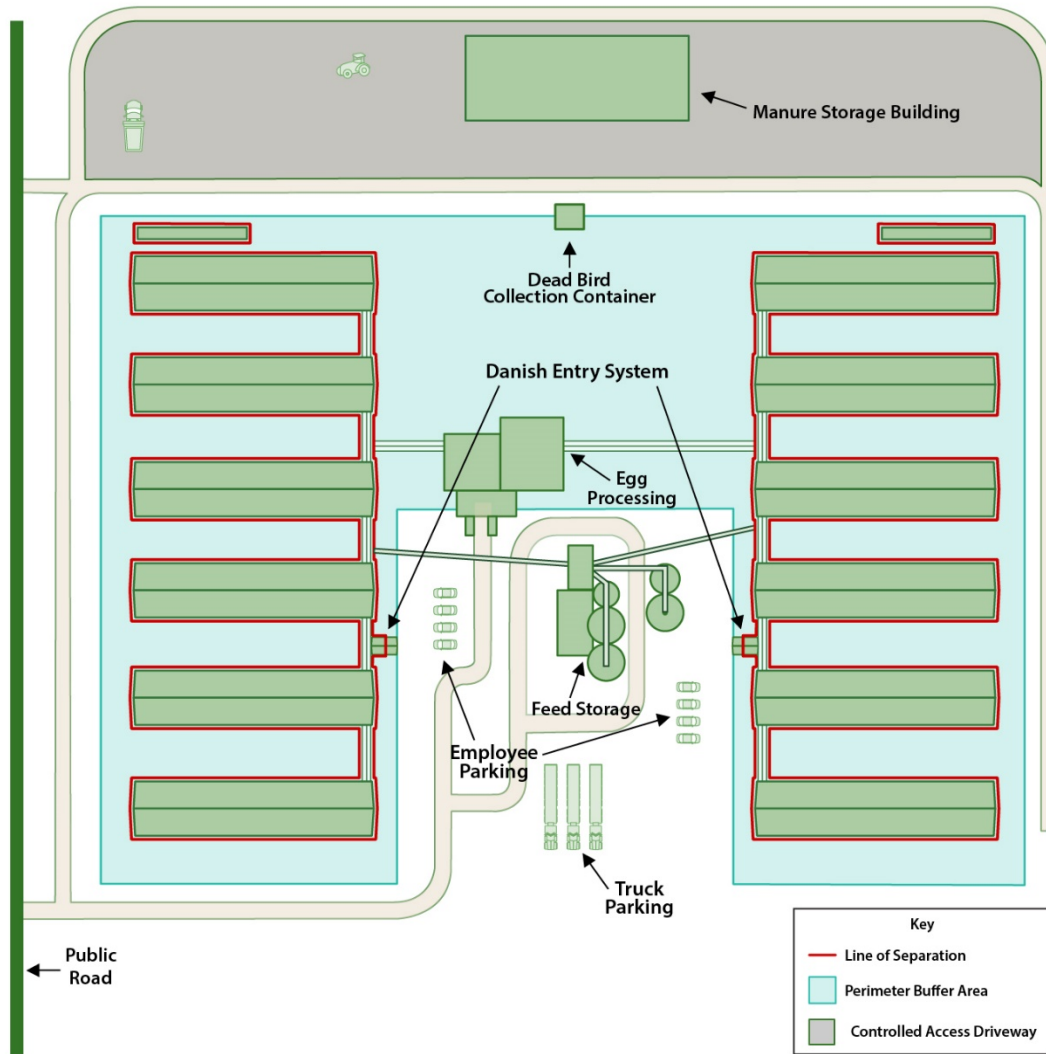 Manure Storage Building
Dead Bird
Collection Container
Danish Entry System
Egg
Processing
Feed Storage
Employee
Parking
Truck
Parking
Public
Road
Key
Line of Separation
Perimeter Buffer Area
Controlled Access Driveway